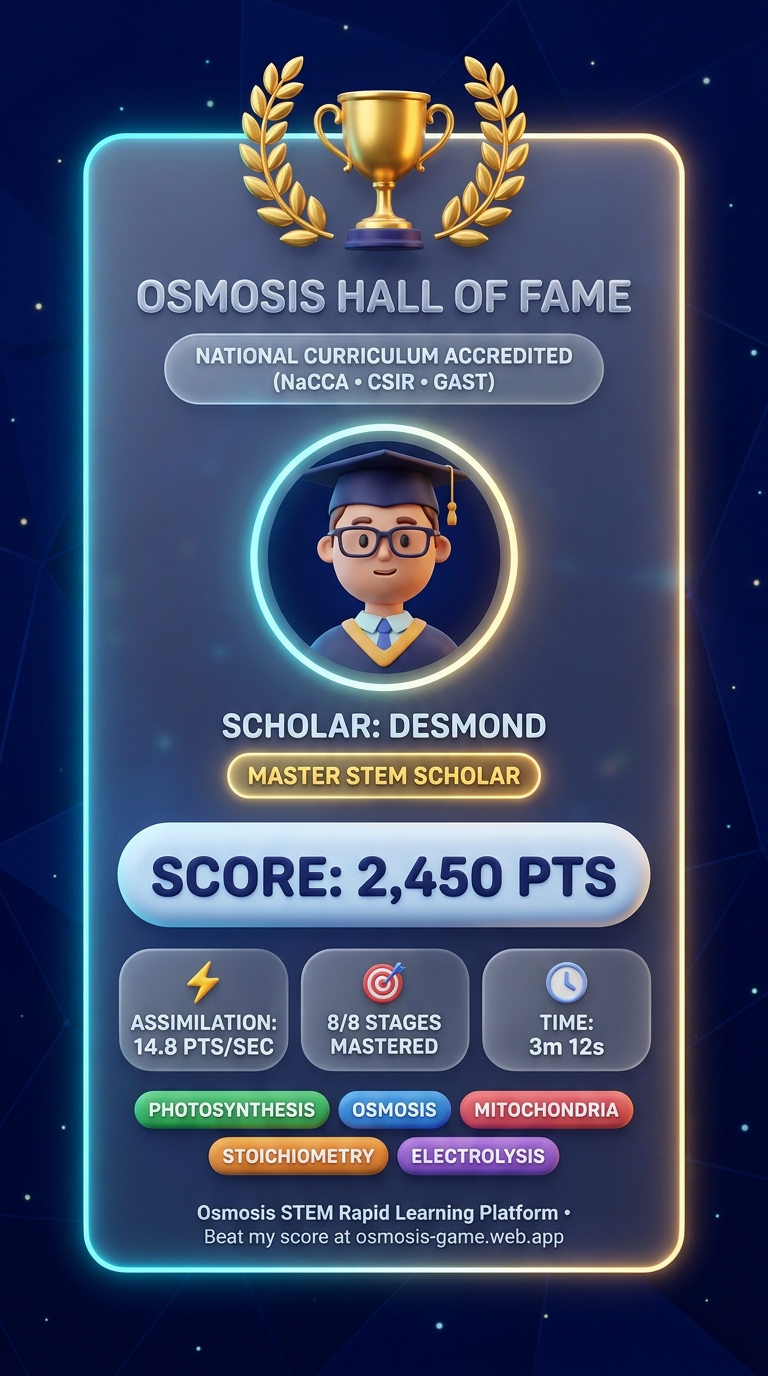 OSMOSIS HALL OF FAME
NATIONAL CURRICULUM ACCREDITED
(NaCCA • CSIR • GAST)
SCHOLAR: DESMOND
MASTER STEM SCHOLAR
SCORE: 2,450 PTS
ASSIMILATION:
14.8 PTS/SEC
8/8 STAGES
MASTERED
TIME:
3m 12s
PHOTOSYNTHESIS
OSMOSIS
MITOCHONDRIA
STOICHIOMETRY
ELECTROLYSIS
Osmosis STEM Rapid Learning Platform •
Beat my score at osmosis-game.web.app